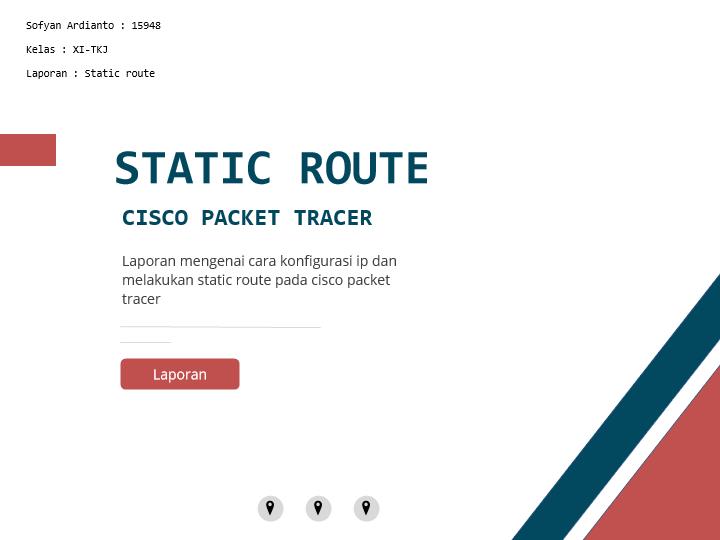 Sofyan Ardianto : 15948
Kelas : XI-TKJ
Laporan : Static route
STATIC ROUTE
CISCO PACKET TRACER
Laporan mengenai cara konfigurasi ip dan
melakukan static route pada cisco packet
tracer
Laporan